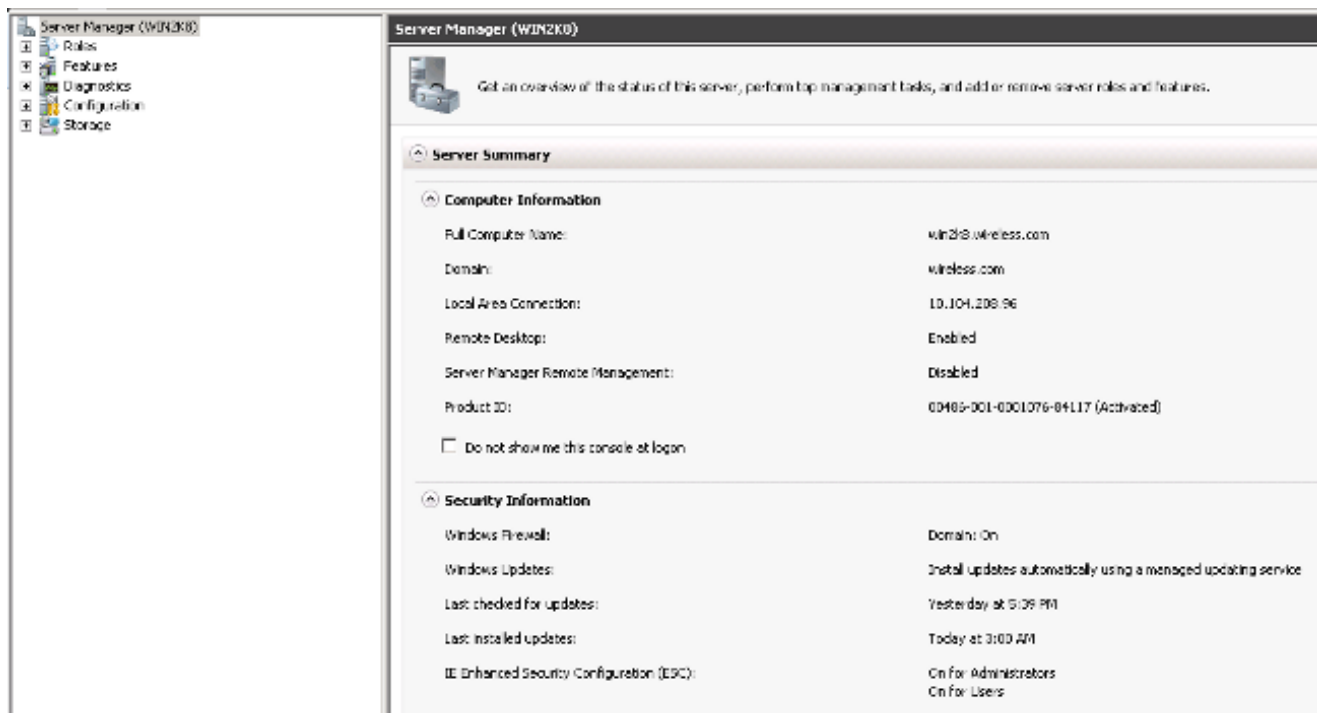 Server Manager (WIN2K8)
Roles
Features
Diagnostics
Configuration
Storage
Server Manager (WIN2K8)
Get an overview of the status of this server, perform top management tasks, and add or remove server roles and features.
Server Summary
Computer Information
Full Computer Name: win2k8.wireless.com
Domain: wireless.com
Local Area Connection: 10.104.208.96
Remote Desktop: Enabled
Server Manager Remote Management: Disabled
Product ID: 00486-001-0001076-84117 (Activated)
Do not show me this console at logon
Security Information
Windows Firewall: Domain: On
Windows Updates: Install updates automatically using a managed updating service
Last checked for updates: Yesterday at 5:39 PM
Last installed updates: Today at 3:00 AM
IE Enhanced Security Configuration (ESC): On for Administrators
On for Users